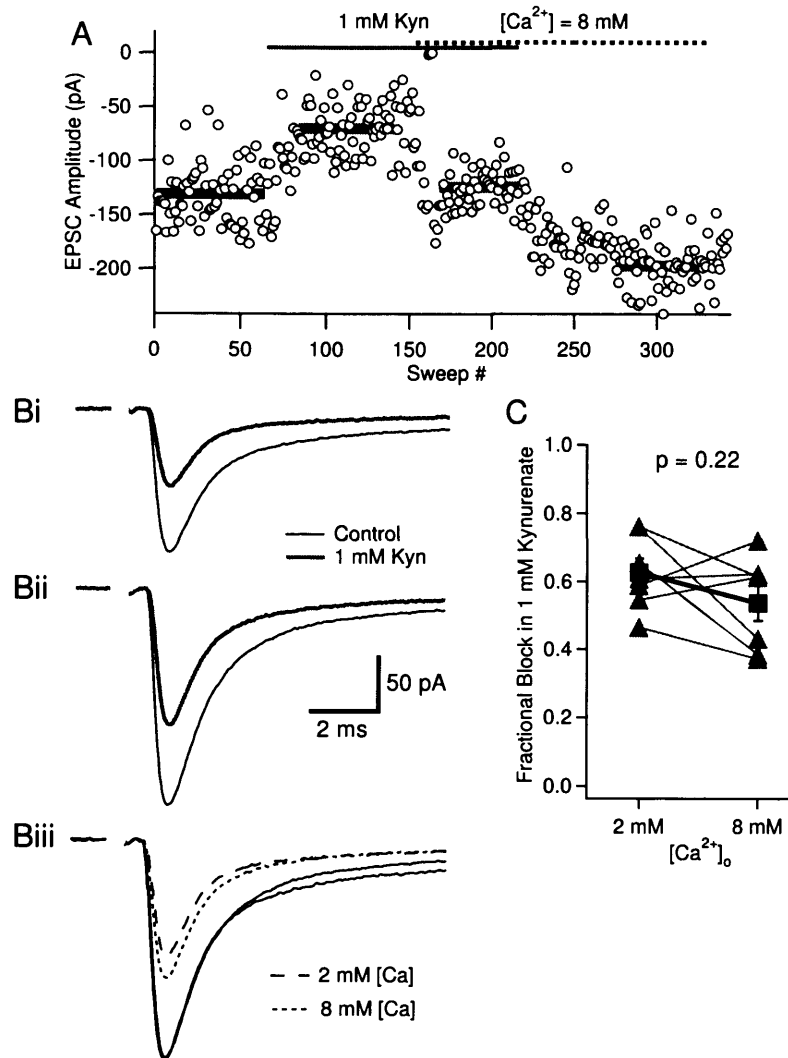 A
1 mM Kyn
[Ca²⁺] = 8 mM
EPSC Amplitude (pA)
0
-50
-100
-150
-200
0
50
100
150
200
250
300
Sweep #
Bi
Control
1 mM Kyn
Bii
50 pA
2 ms
Biii
2 mM [Ca]
8 mM [Ca]
C
p = 0.22
Fractional Block in 1 mM Kynurenate
1.0
0.8
0.6
0.4
0.2
0.0
2 mM
8 mM
[Ca²⁺]ₒ